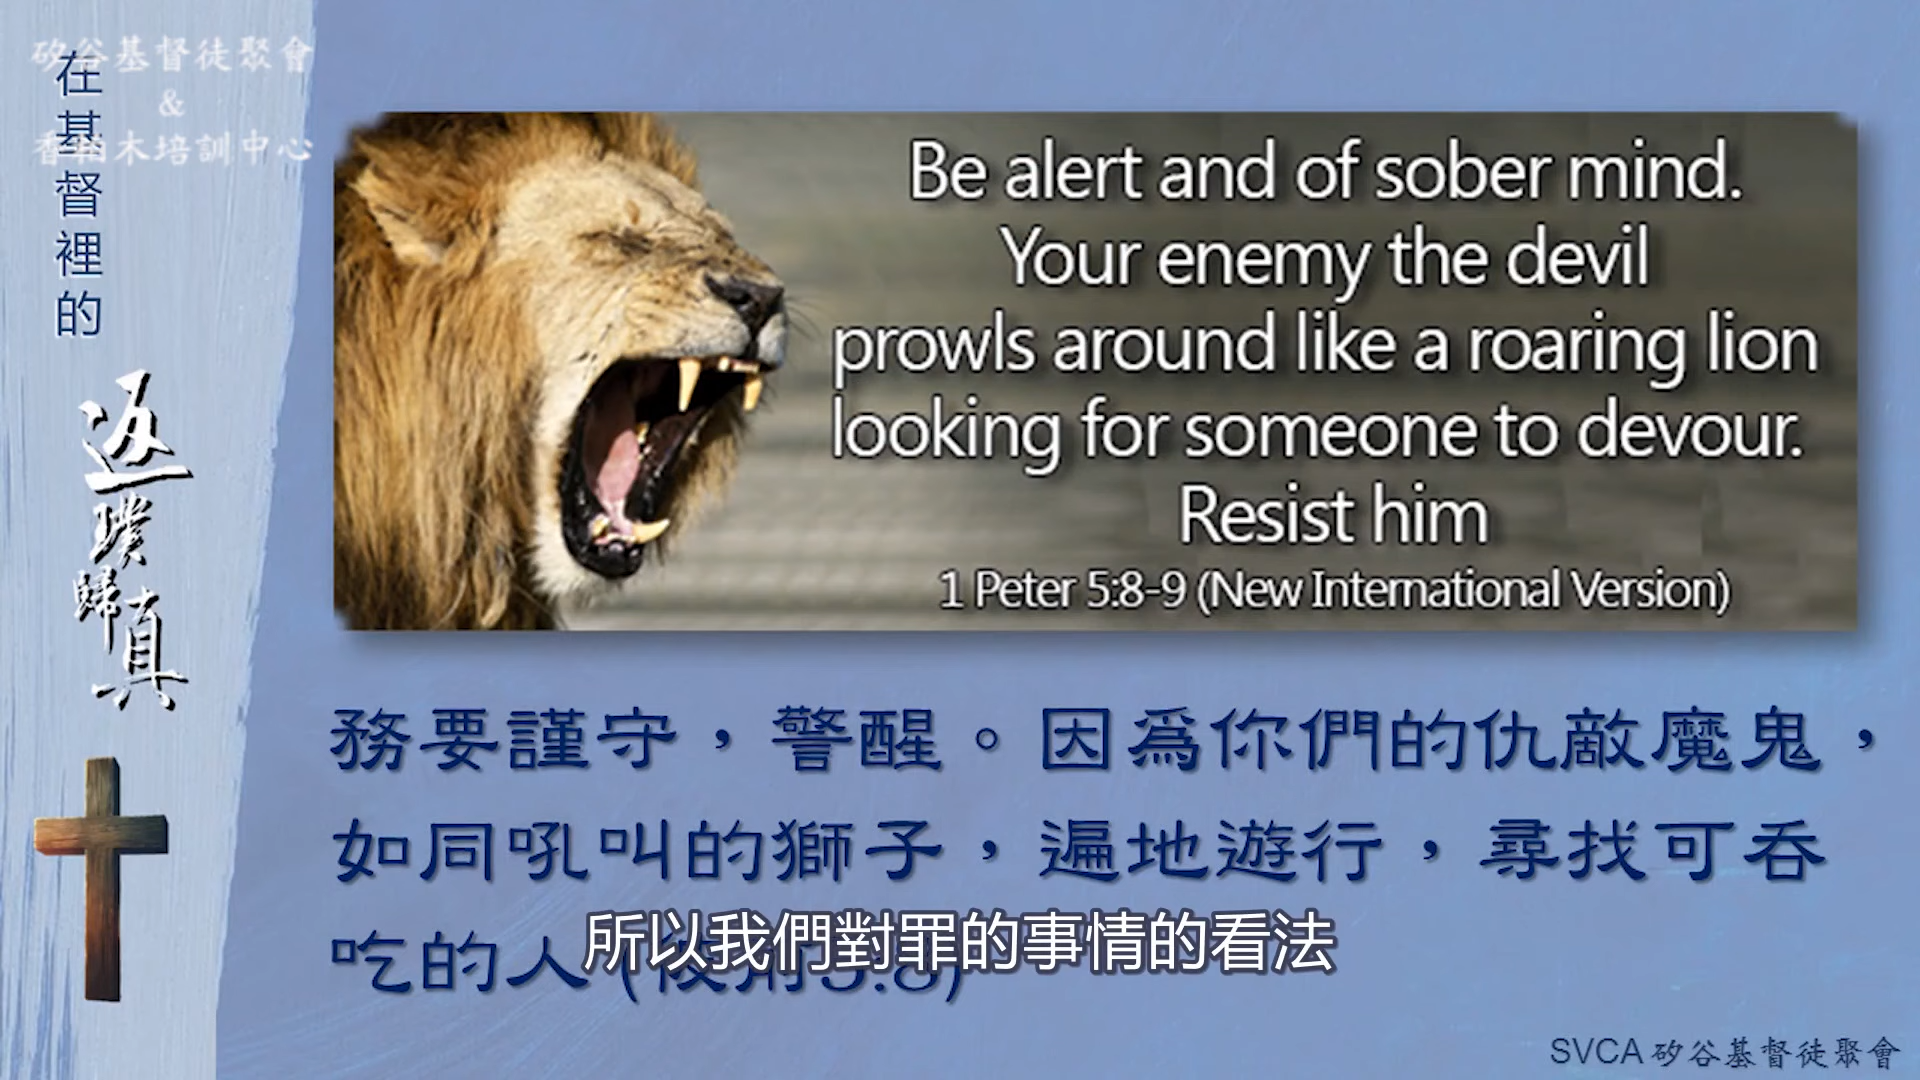 矽谷基督徒聚會
&
香柏木培訓中心
在基督裡的
返璞歸真
Be alert and of sober mind.
Your enemy the devil
prowls around like a roaring lion
looking for someone to devour.
Resist him
1 Peter 5:8-9 (New International Version)
務要謹守，警醒。因爲你們的仇敵魔鬼，
如同吼叫的獅子，遍地遊行，尋找可吞
吃的人 (彼前5:8)
所以我們對罪的事情的看法
SVCA 矽谷基督徒聚會